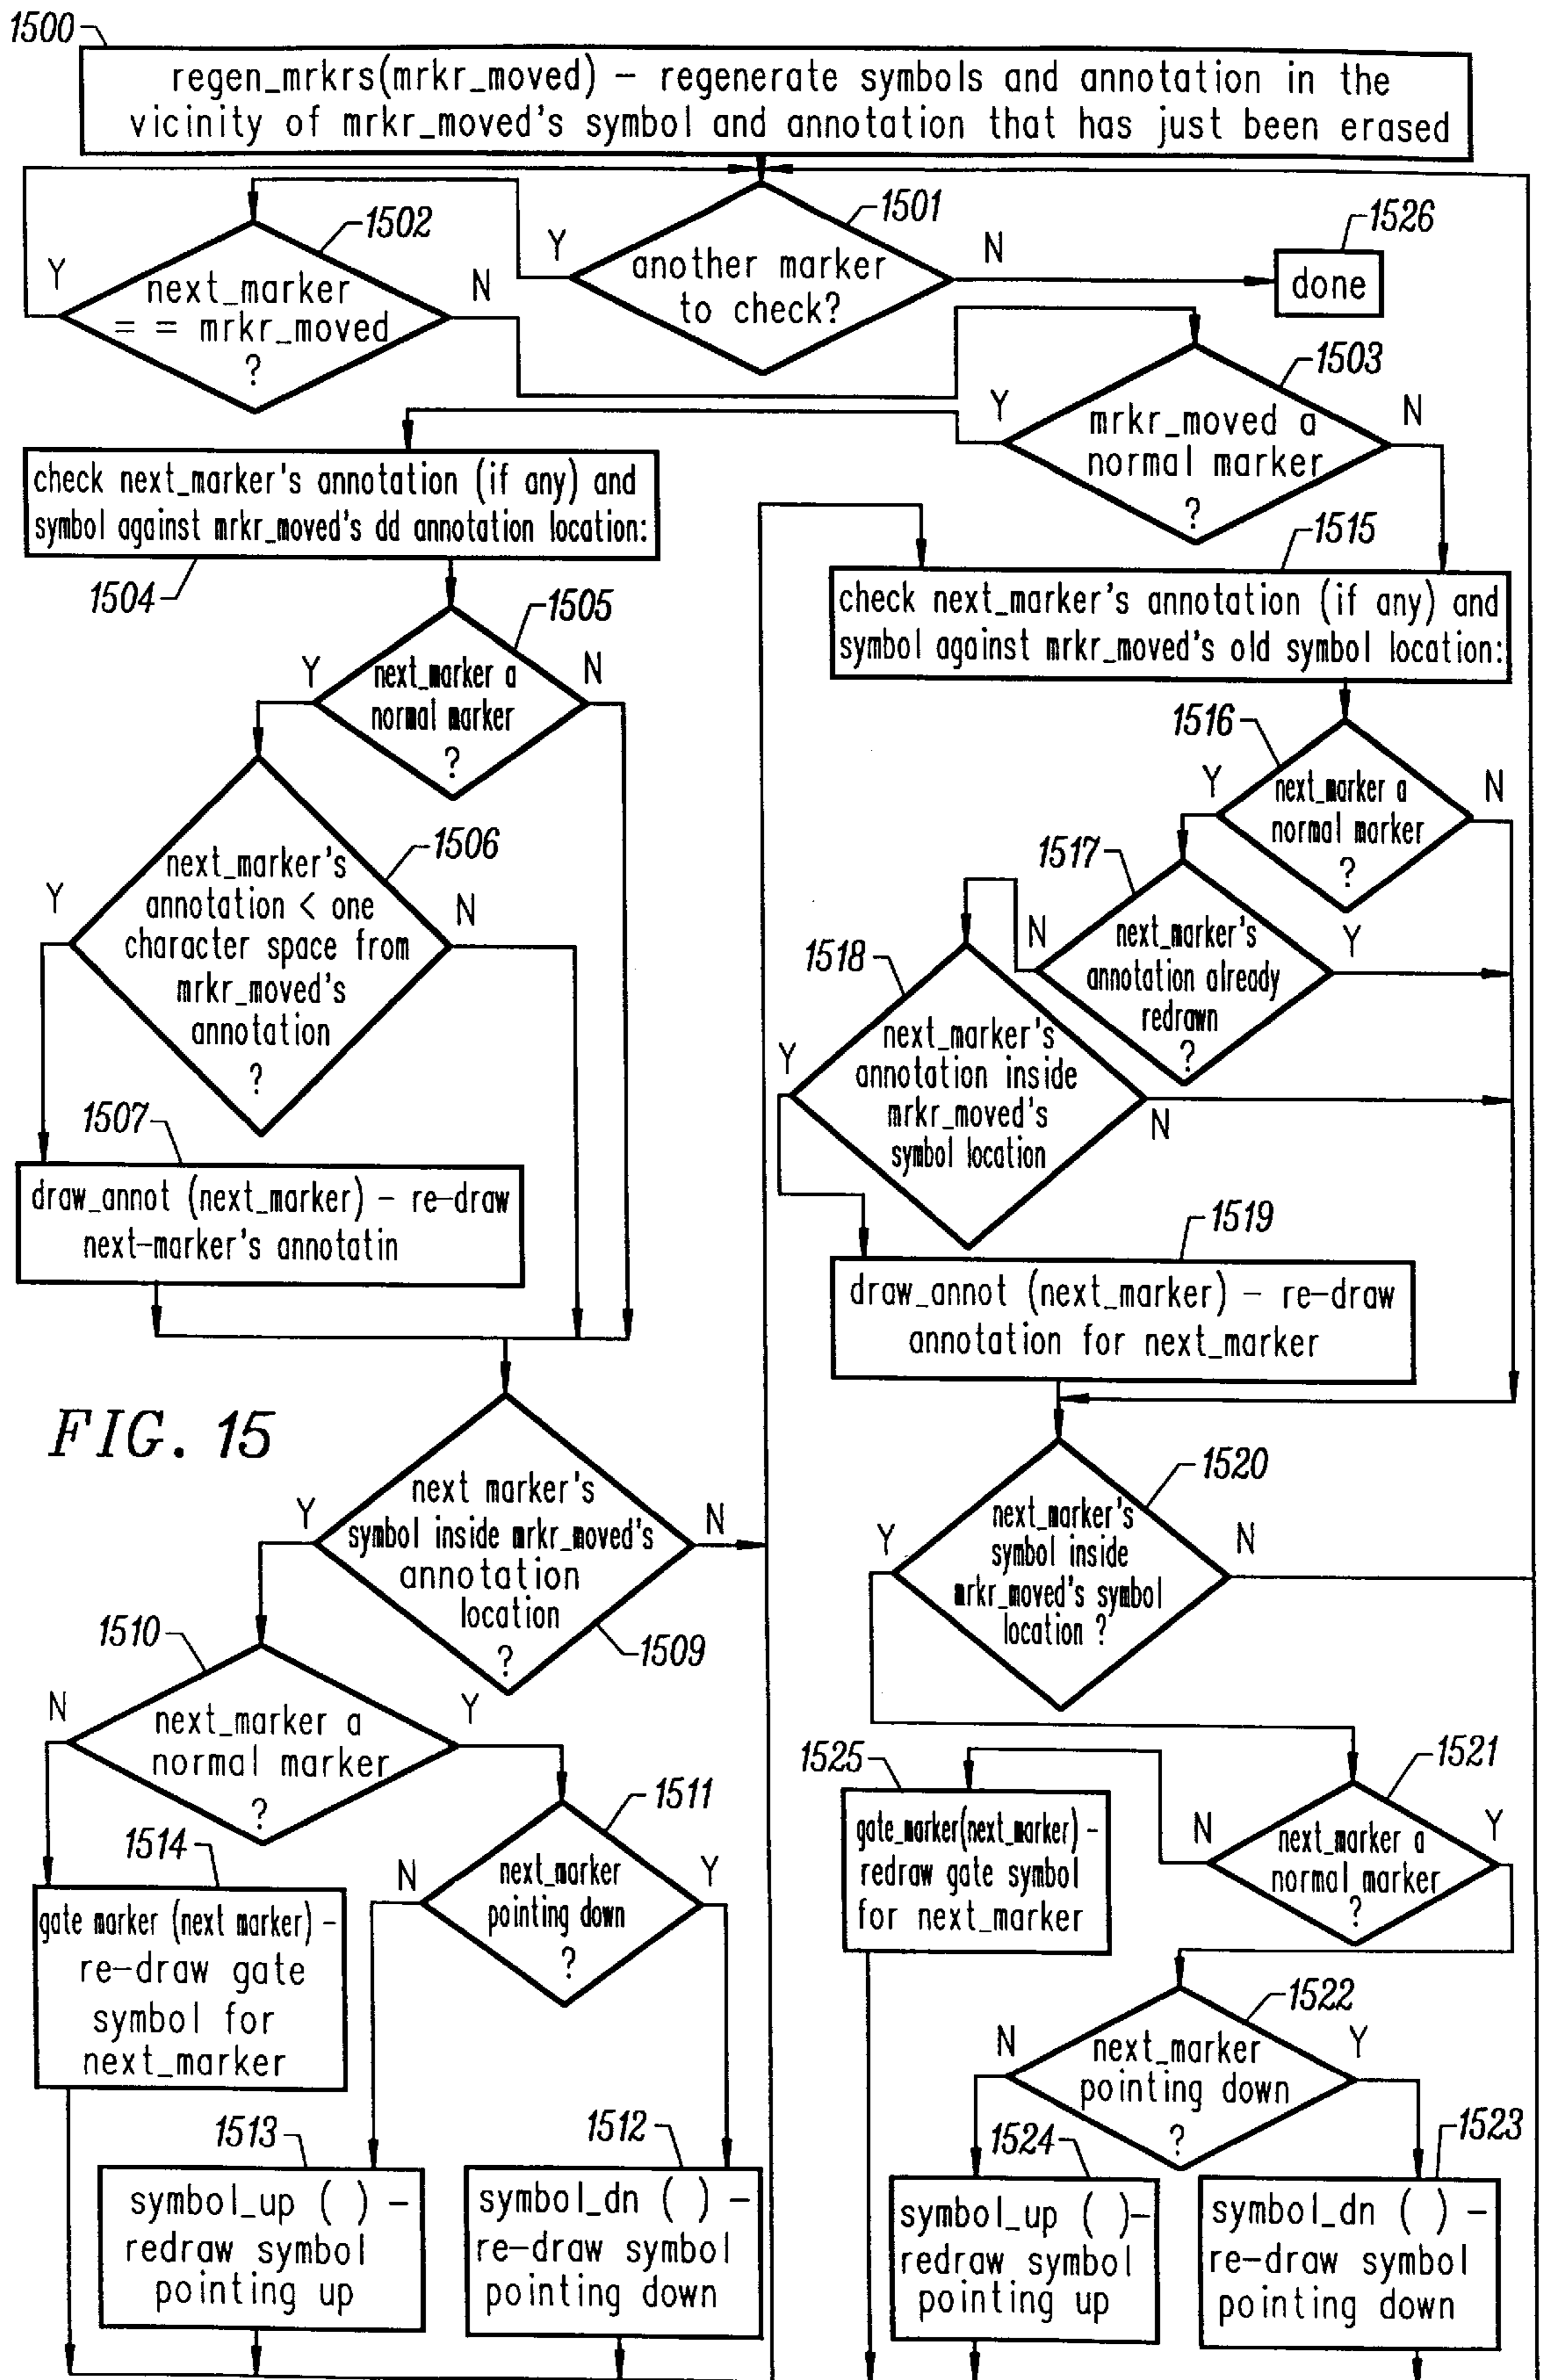 1500
regen_mrkrs(mrkr_moved) – regenerate symbols and annotation in the
vicinity of mrkr_moved's symbol and annotation that has just been erased
1501
another marker
to check?
Y
N
1526
done
1502
next_marker
= = mrkr_moved
?
Y
N
1503
mrkr_moved a
normal marker
?
Y
N
check next_marker's annotation (if any) and
symbol against mrkr_moved's dd annotation location:
1504
1505
next_marker a
normal marker
?
Y
N
1506
next_marker's
annotation < one
character space from
mrkr_moved's
annotation
?
Y
N
1507
draw_annot (next_marker) – re–draw
next–marker's annotatin
FIG. 15
next marker's
symbol inside mrkr_moved's
annotation
location
?
1509
Y
N
1510
next_marker a
normal marker
?
N
Y
1511
next_marker
pointing down
?
N
Y
1514
gate marker (next marker) –
re–draw gate
symbol for
next_marker
1513
symbol_up ( ) –
redraw symbol
pointing up
1512
symbol_dn ( ) –
re–draw symbol
pointing down
1515
check next_marker's annotation (if any) and
symbol against mrkr_moved's old symbol location:
1516
next_marker a
normal marker
?
Y
N
1517
next_marker's
annotation already
redrawn
?
N
Y
1518
next_marker's
annotation inside
mrkr_moved's
symbol location
Y
N
1519
draw_annot (next_marker) – re–draw
annotation for next_marker
1520
next_marker's
symbol inside
mrkr_moved's symbol
location ?
Y
N
1521
next_marker a
normal marker
?
N
Y
1525
gate_marker(next_marker) –
redraw gate symbol
for next_marker
1522
next_marker
pointing down
?
N
Y
1524
symbol_up ( )–
redraw symbol
pointing up
1523
symbol_dn ( ) –
re–draw symbol
pointing down